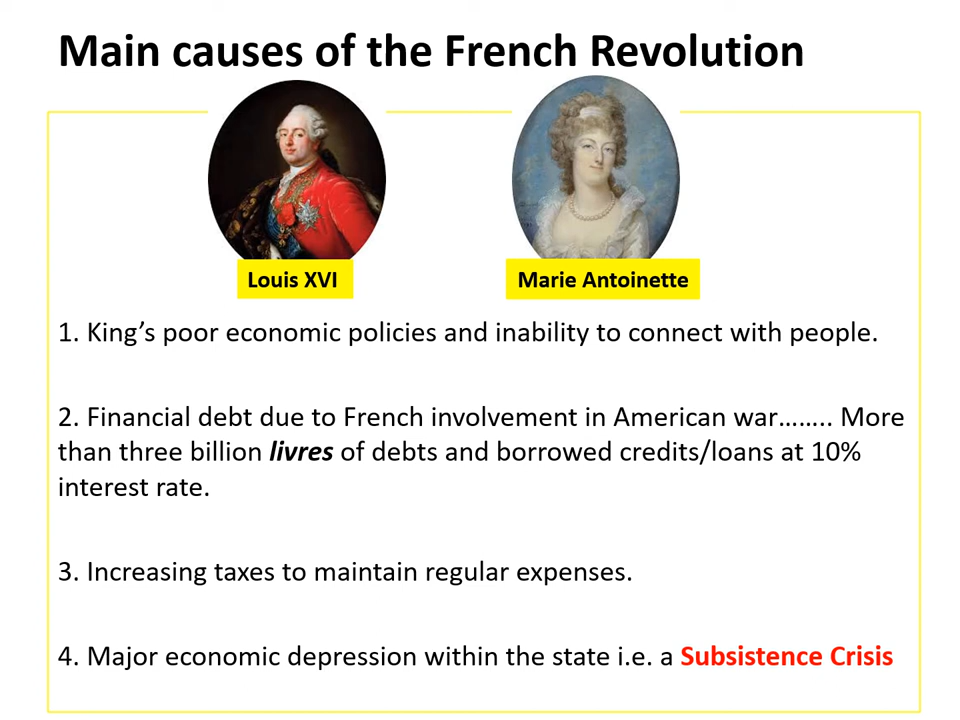 Main causes of the French Revolution
Louis XVI
Marie Antoinette
1. King’s poor economic policies and inability to connect with people.
2. Financial debt due to French involvement in American war…….. More
than three billion livres of debts and borrowed credits/loans at 10%
interest rate.
3. Increasing taxes to maintain regular expenses.
4. Major economic depression within the state i.e. a Subsistence Crisis